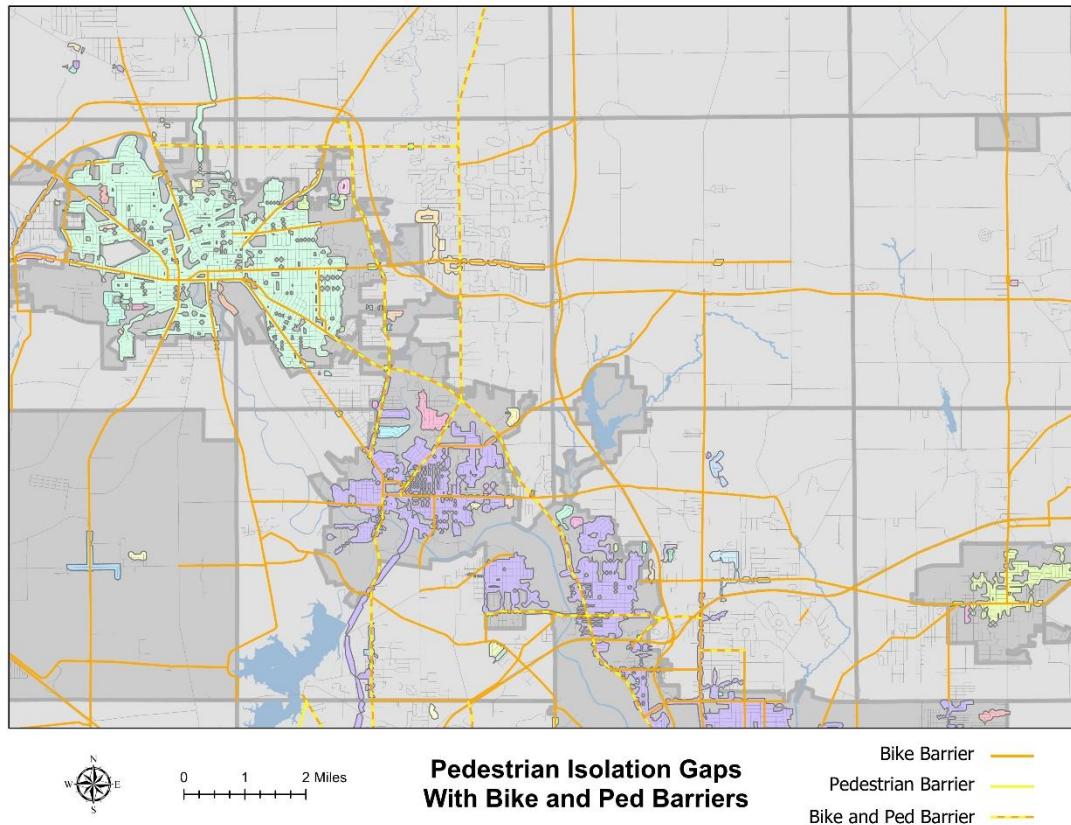 N
W E
S
0 1 2 Miles
Pedestrian Isolation Gaps
With Bike and Ped Barriers
Bike Barrier
Pedestrian Barrier
Bike and Ped Barrier